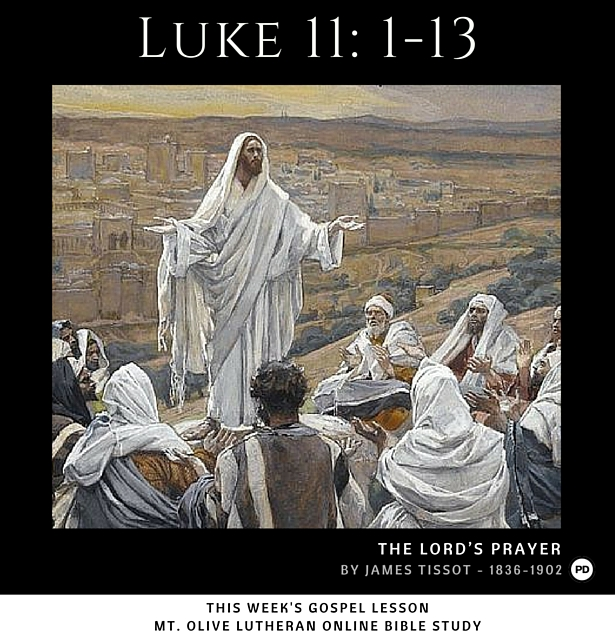 LUKE 11: 1-13
THE LORD'S PRAYER
BY JAMES TISSOT - 1836-1902 PD
THIS WEEK'S GOSPEL LESSON
MT. OLIVE LUTHERAN ONLINE BIBLE STUDY